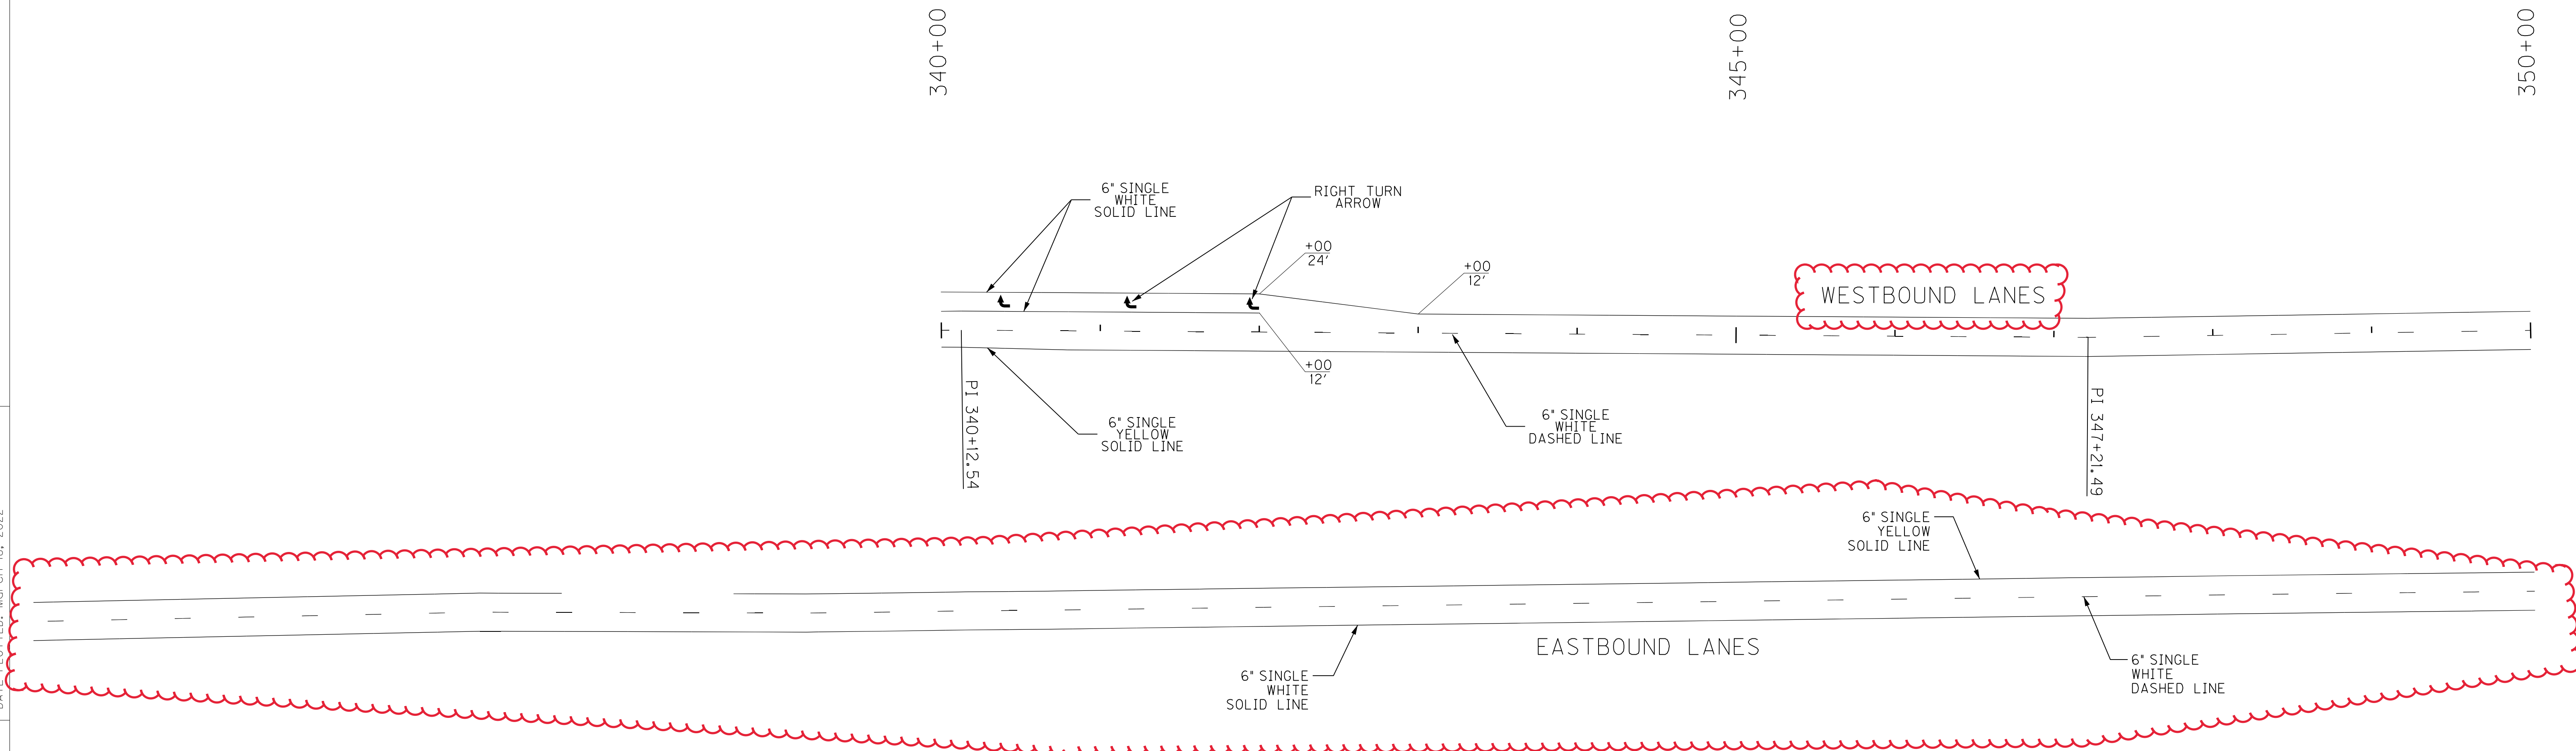 340+00
345+00
350+00
6" SINGLE
WHITE
SOLID LINE
RIGHT TURN
ARROW
+00
24'
+00
12'
WESTBOUND LANES
+00
12'
PI 340+12.54
6" SINGLE
YELLOW
SOLID LINE
6" SINGLE
WHITE
DASHED LINE
PI 347+21.49
6" SINGLE
YELLOW
SOLID LINE
EASTBOUND LANES
6" SINGLE
WHITE
SOLID LINE
6" SINGLE
WHITE
DASHED LINE